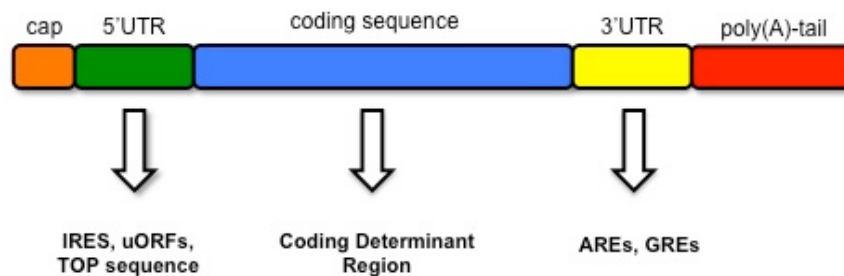 cap 5'UTR coding sequence 3'UTR poly(A)-tail
IRES, uORFs,
TOP sequence
Coding Determinant
Region
AREs, GREs